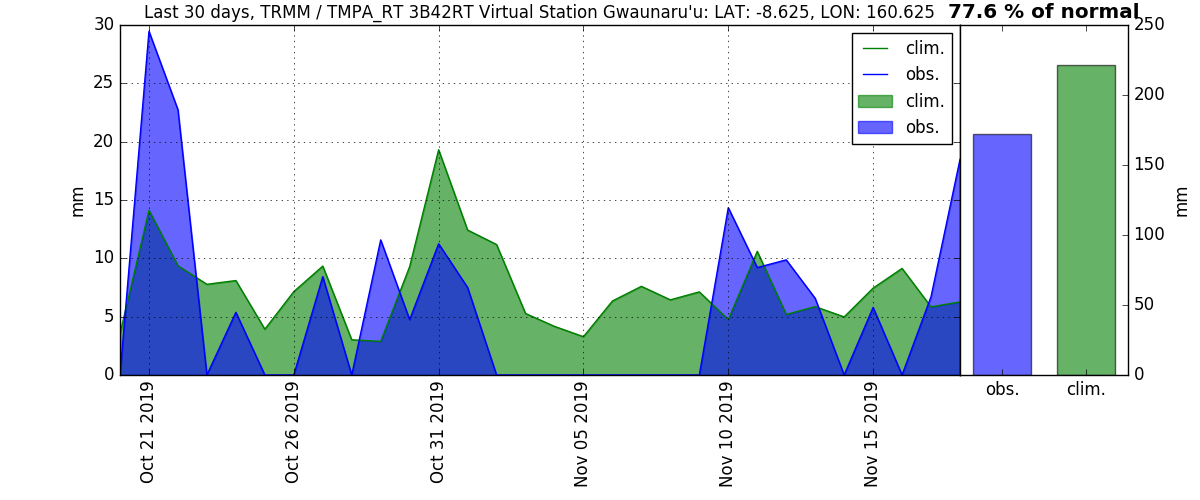 Last 30 days, TRMM / TMPA_RT 3B42RT Virtual Station Gwaunaru'u: LAT: -8.625, LON: 160.625 77.6 % of normal
clim.
obs.
clim.
obs.
mm
30
25
20
15
10
5
0
Oct 21 2019
Oct 26 2019
Oct 31 2019
Nov 05 2019
Nov 10 2019
Nov 15 2019
250
200
150
100
50
0
mm
obs. clim.